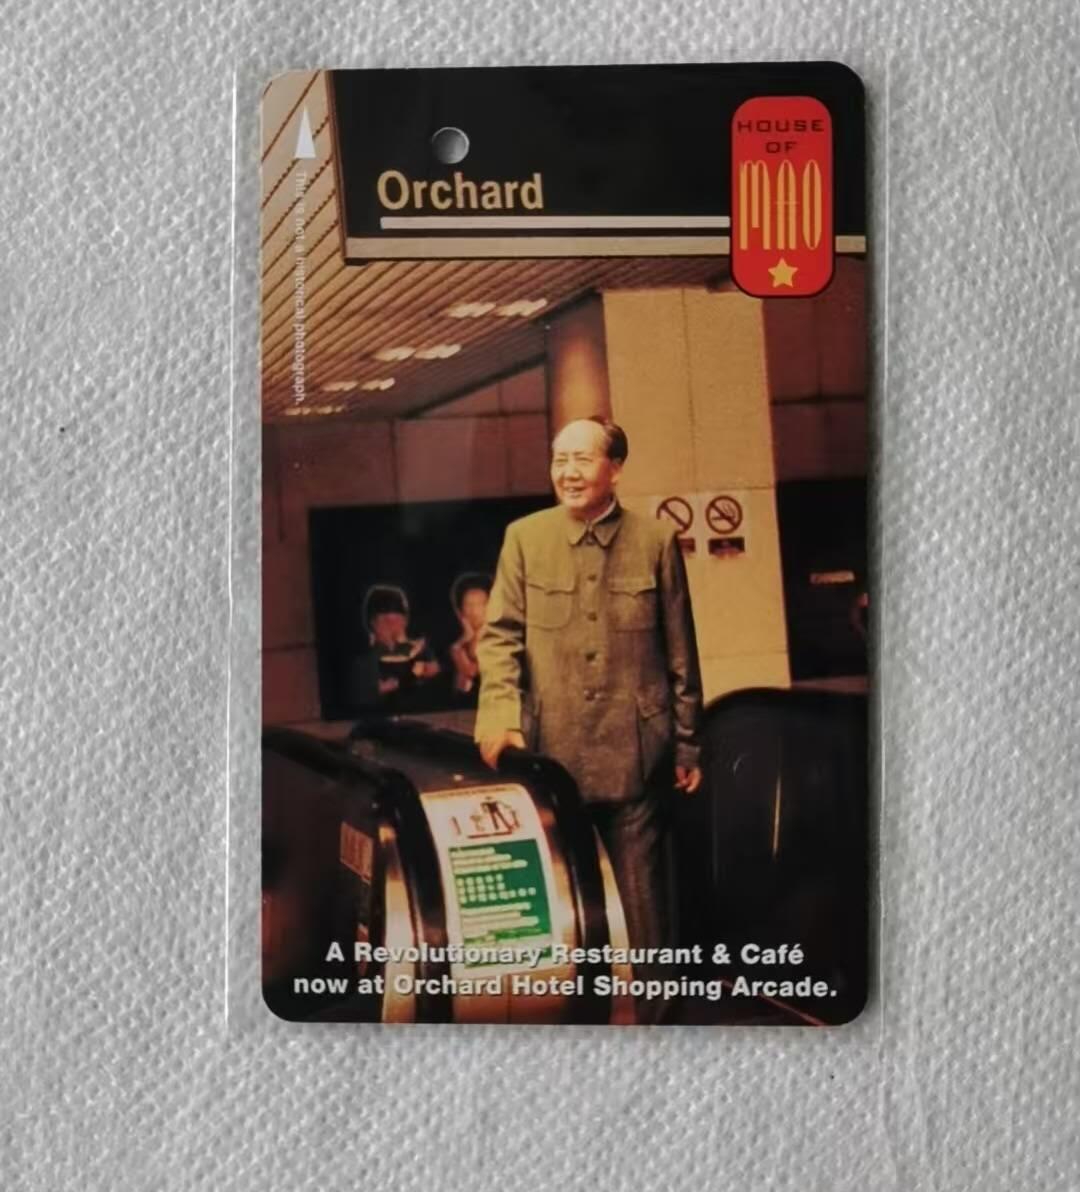 HOUSE
OF
MAO
Orchard
This is not a historical photograph.
A Revolutionary Restaurant & Café
now at Orchard Hotel Shopping Arcade.